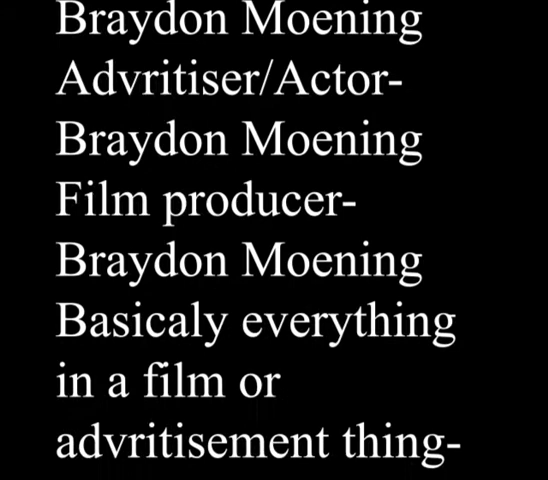 Braydon Moening
Advritiser/Actor-
Braydon Moening
Film producer-
Braydon Moening
Basicaly everything
in a film or
advritisement thing-